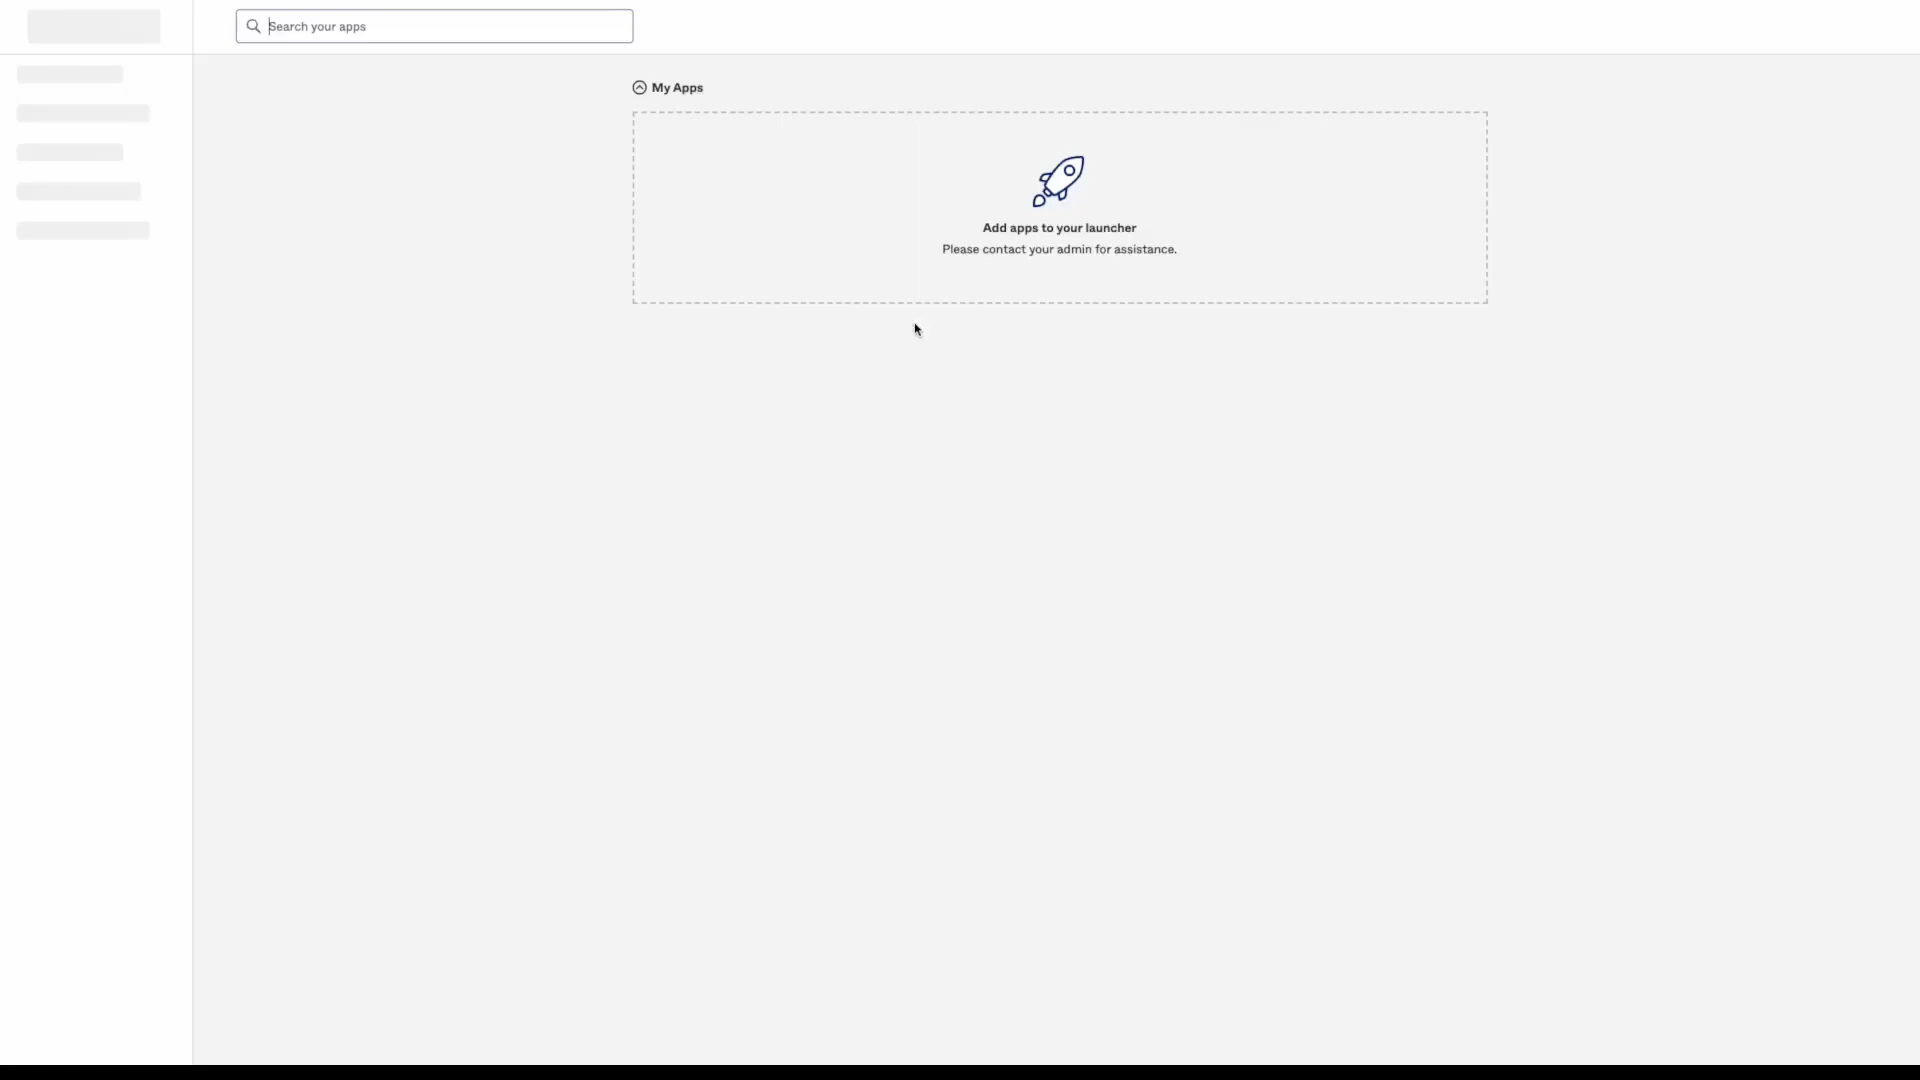 Search your apps
My Apps
Add apps to your launcher
Please contact your admin for assistance.